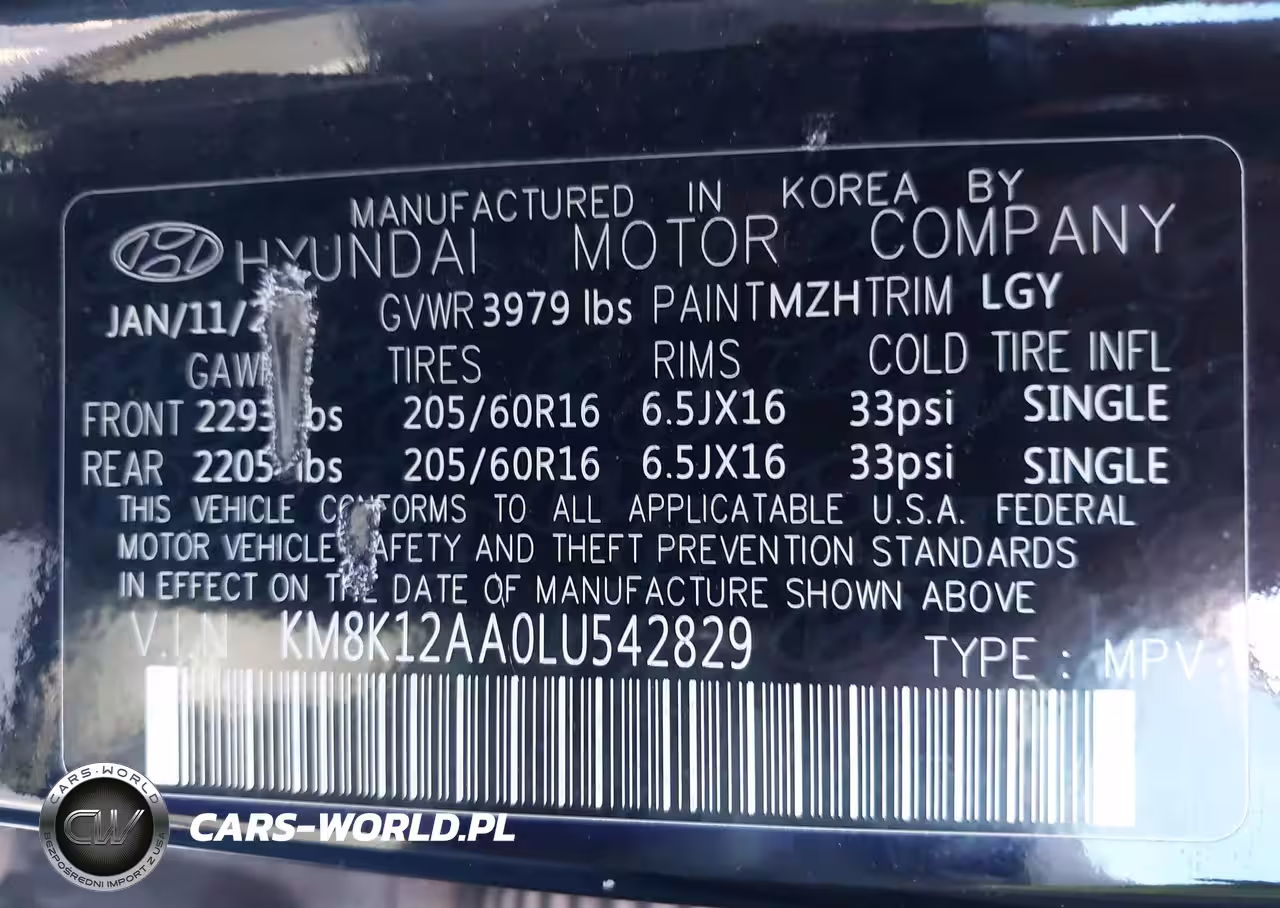 MANUFACTURED IN KOREA BY
HYUNDAI MOTOR COMPANY
JAN/11/ GVWR 3979 lbs PAINT MZH TRIM LGY
TIRES RIMS COLD TIRE INFL
FRONT 2293 lbs 205/60R16 6.5JX16 33psi SINGLE
REAR 2205 lbs 205/60R16 6.5JX16 33psi SINGLE
THIS VEHICLE CONFORMS TO ALL APPLICATABLE U.S.A. FEDERAL
MOTOR VEHICLE SAFETY AND THEFT PREVENTION STANDARDS
IN EFFECT ON THE DATE OF MANUFACTURE SHOWN ABOVE
V.I.N KM8K12AA0LU542829 TYPE : MPV
CARS-WORLD
CW
BEZPOŚREDNI IMPORT Z USA
CARS-WORLD.PL